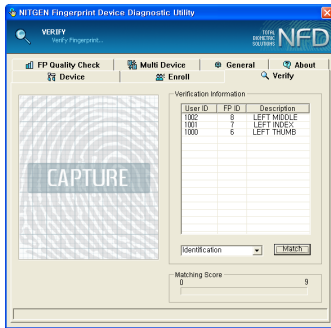 NITGEN Fingerprint Device Diagnostic Utility
VERIFY
Verify Fingerprint...
TOTAL
BIOMETRIC
SOLUTIONS
NFD
FP Quality Check
Multi Device
General
About
Device
Enroll
Verify
Verification Information
User ID FP ID Description
1002 8 LEFT MIDDLE
1001 7 LEFT INDEX
1000 6 LEFT THUMB
CAPTURE
Identification
Match
Matching Score
0 9